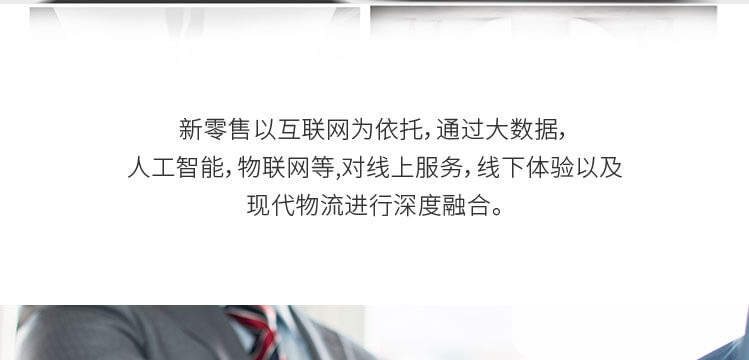 新零售以互联网为依托，通过大数据，
人工智能，物联网等,对线上服务，线下体验以及
现代物流进行深度融合。